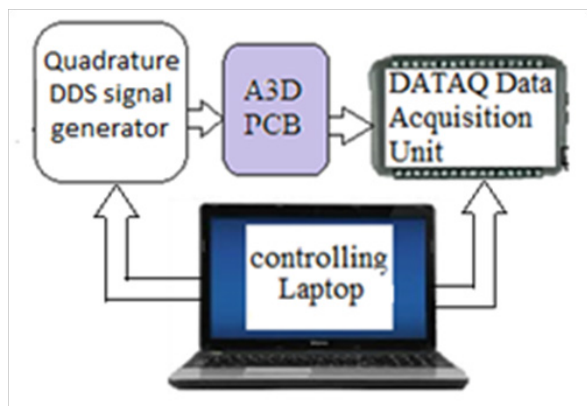 Quadrature
DDS signal
generator
A3D
PCB
DATAQ Data
Acquisition
Unit
controlling
Laptop